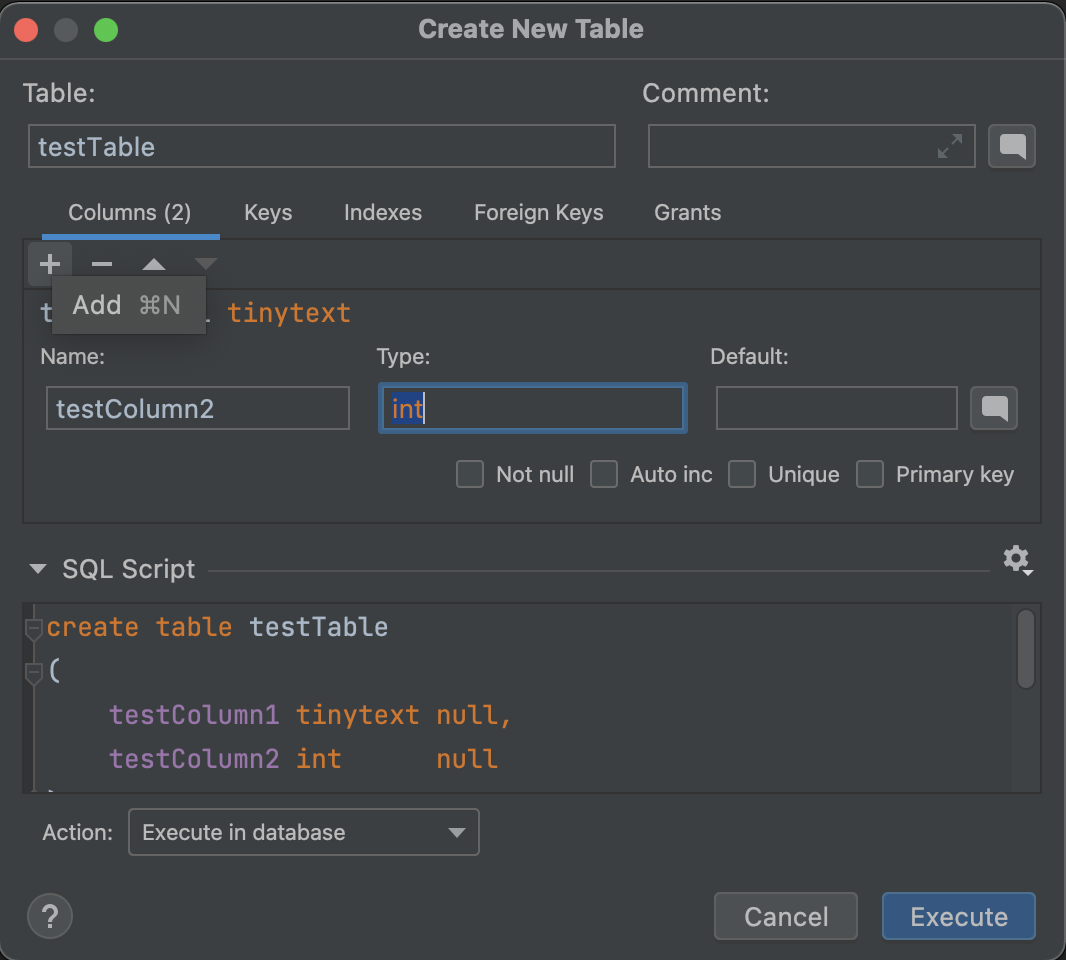 Create New Table
Table: Comment:
testTable
Columns (2) Keys Indexes Foreign Keys Grants
Add ⌘N
tinytext
Name: Type: Default:
testColumn2 int
Not null Auto inc Unique Primary key
SQL Script
create table testTable
(
testColumn1 tinytext null,
testColumn2 int null
Action: Execute in database
? Cancel Execute